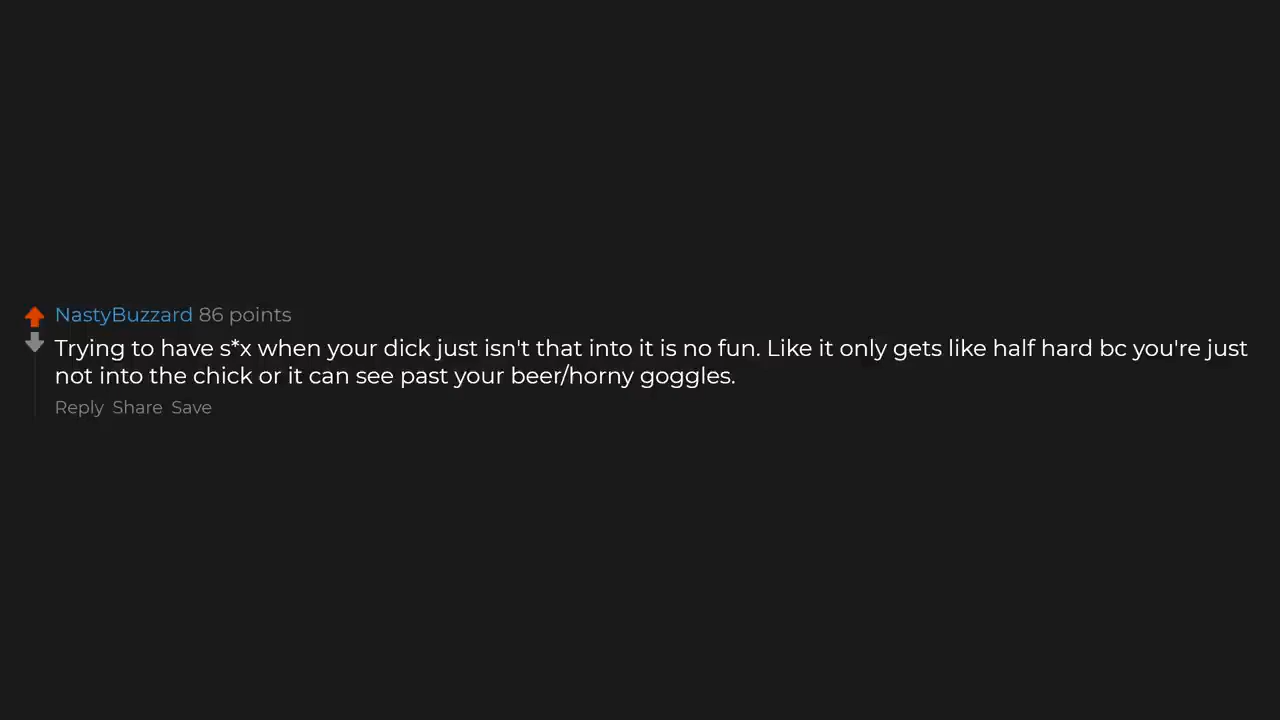 NastyBuzzard 86 points
Trying to have s*x when your dick just isn't that into it is no fun. Like it only gets like half hard bc you're just
not into the chick or it can see past your beer/horny goggles.
Reply Share Save